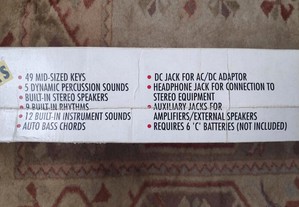 S
• 49 MID-SIZED KEYS
• 5 DYNAMIC PERCUSSION SOUNDS
• BUILT-IN STEREO SPEAKERS
• 9 BUILT-IN RHYTHMS
• 12 BUILT-IN INSTRUMENT SOUNDS
• AUTO BASS CHORDS
• DC JACK FOR AC/DC ADAPTOR
• HEADPHONE JACK FOR CONNECTION TO
STEREO EQUIPMENT
• AUXILIARY JACKS FOR
AMPLIFIERS/EXTERNAL SPEAKERS
• REQUIRES 6 'C' BATTERIES (NOT INCLUDED)